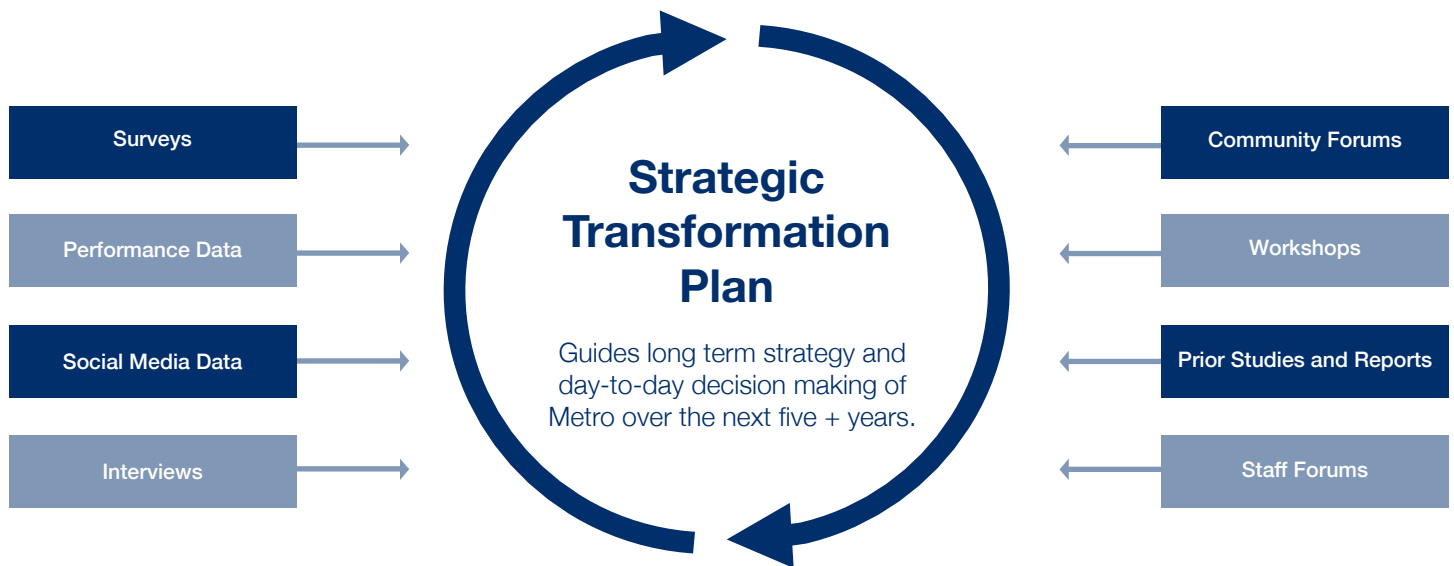 Surveys
Performance Data
Social Media Data
Interviews
Strategic
Transformation
Plan
Guides long term strategy and
day-to-day decision making of
Metro over the next five + years.
Community Forums
Workshops
Prior Studies and Reports
Staff Forums